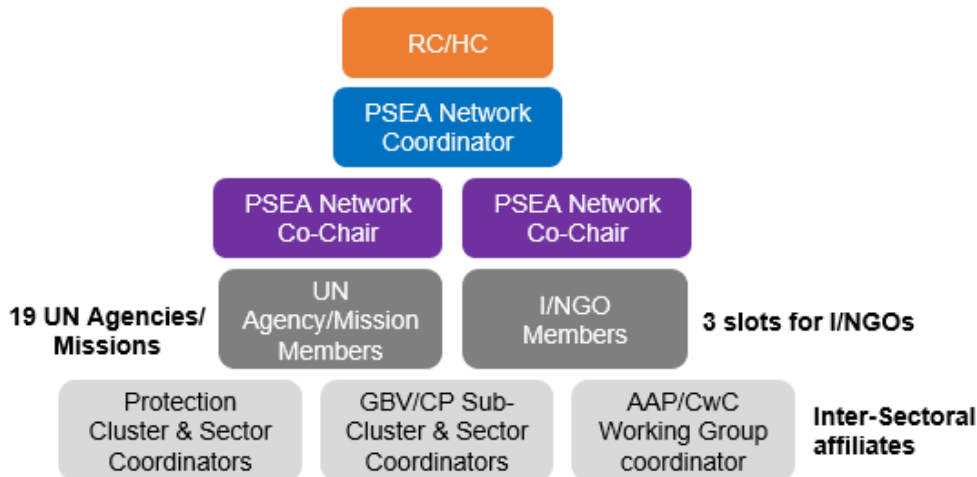 RC/HC
PSEA Network
Coordinator
PSEA Network
Co-Chair
PSEA Network
Co-Chair
19 UN Agencies/
Missions
UN
Agency/Mission
Members
I/NGO
Members
3 slots for I/NGOs
Protection
Cluster & Sector
Coordinators
GBV/CP Sub-
Cluster & Sector
Coordinators
AAP/CwC
Working Group
coordinator
Inter-Sectoral
affiliates